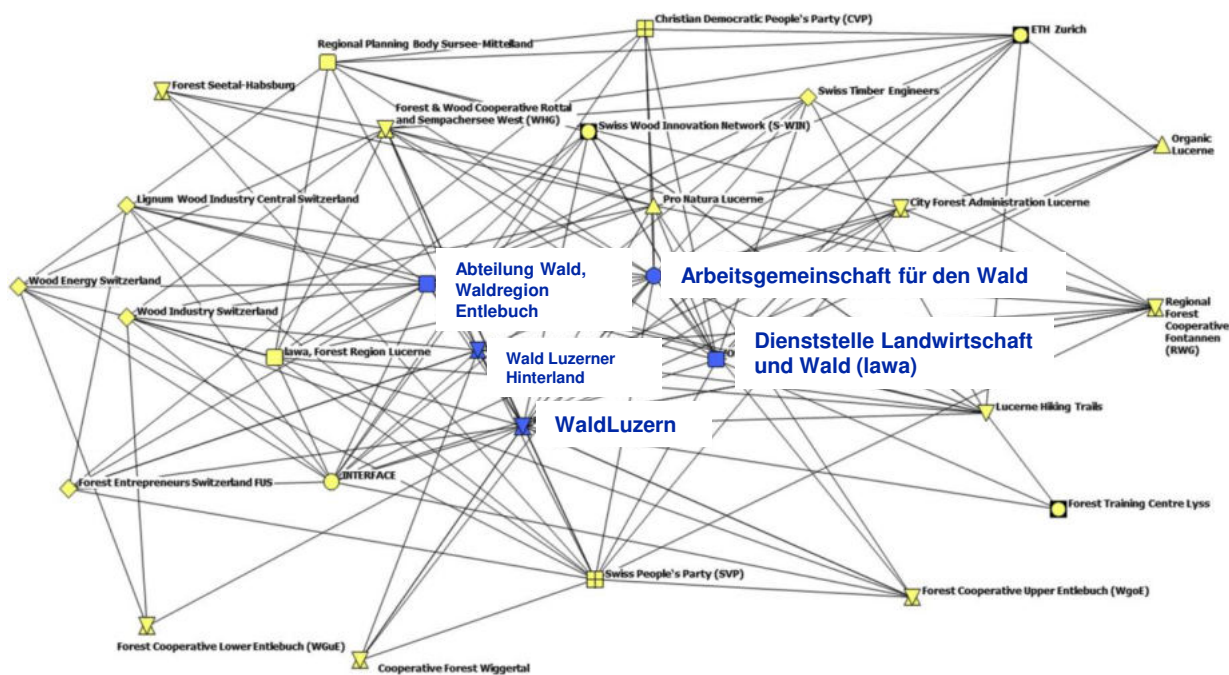 Christian Democratic People's Party (CVP)
ETH Zurich
Regional Planning Body Sursee-Mittelland
Forest Seetal-Habsburg
Swiss Timber Engineers
Forest & Wood Cooperative Rottal
and Sempachersee West (WHG)
Swiss Wood Innovation Network (S-WIN)
Organic
Lucerne
Lignum Wood Industry Central Switzerland
Pro Natura Lucerne
City Forest Administration Lucerne
Abteilung Wald,
Waldregion
Entlebuch
Arbeitsgemeinschaft für den Wald
Wood Energy Switzerland
Wood Industry Switzerland
Regional
Forest
Cooperative
Fontannen
(RWG)
Dienststelle Landwirtschaft
und Wald (lawa)
lawa, Forest Region Lucerne
Wald Luzerner
Hinterland
Lucerne Hiking Trails
WaldLuzern
INTERFACE
Forest Entrepreneurs Switzerland FUS
Forest Training Centre Lyss
Swiss People's Party (SVP)
Forest Cooperative Upper Entlebuch (WgoE)
Forest Cooperative Lower Entlebuch (WGuE)
Cooperative Forest Wiggertal